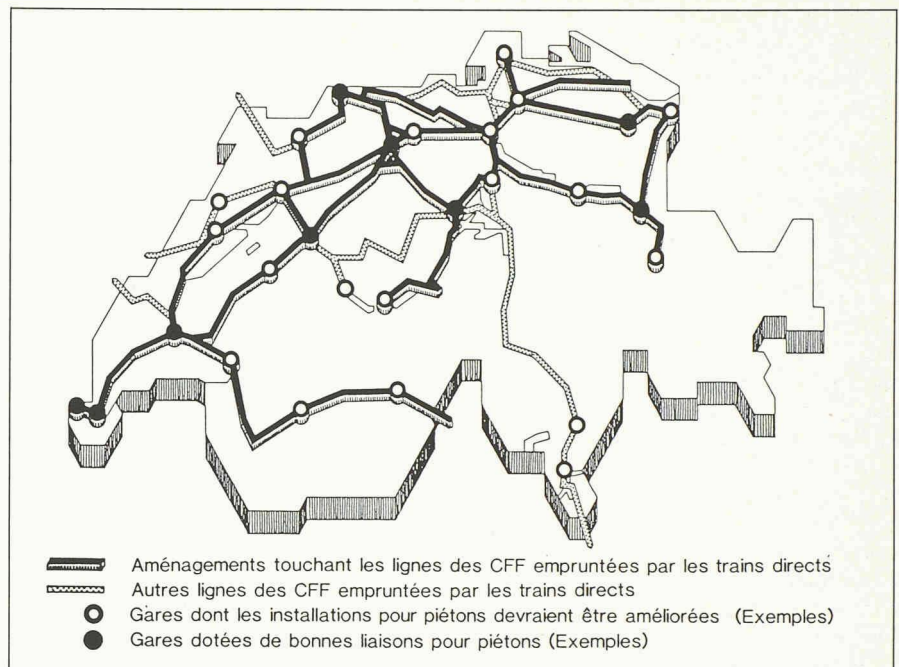 Aménagements touchant les lignes des CFF empruntées par les trains directs
Autres lignes des CFF empruntées par les trains directs
Gares dont les installations pour piétons devraient être améliorées (Exemples)
Gares dotées de bonnes liaisons pour piétons (Exemples)